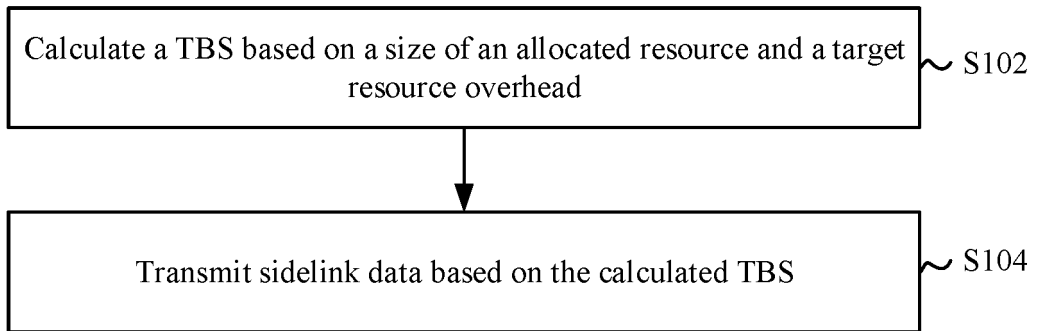 Calculate a TBS based on a size of an allocated resource and a target
resource overhead
S102
Transmit sidelink data based on the calculated TBS
S104